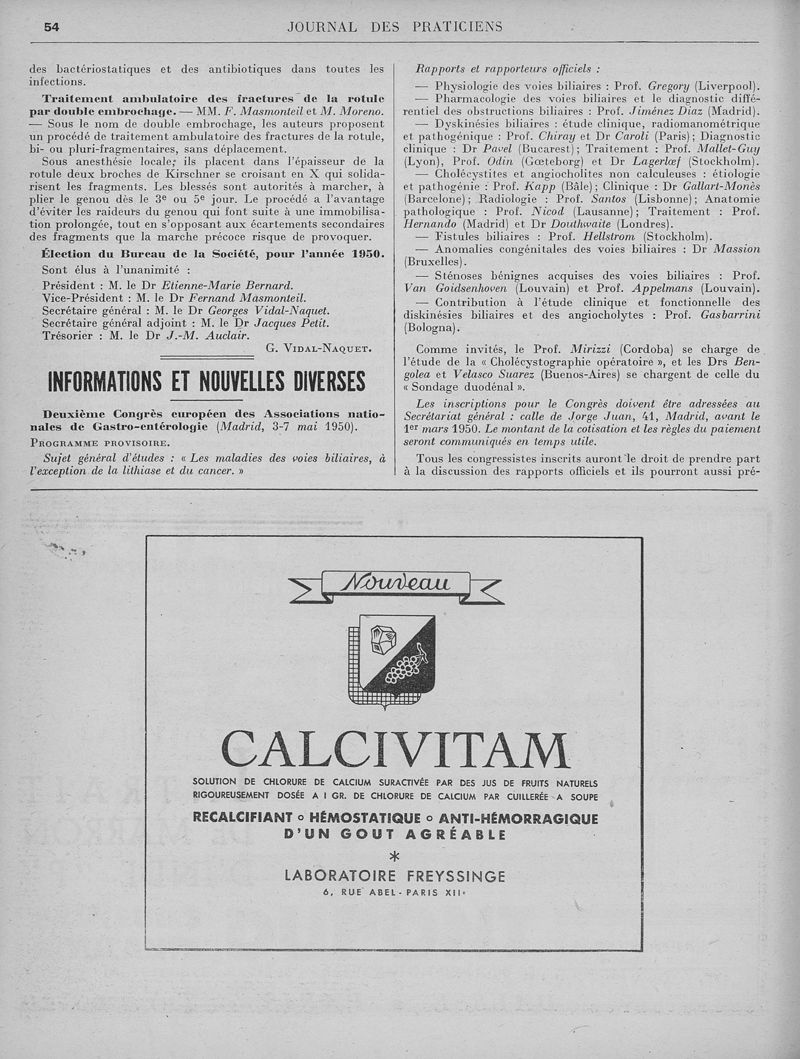 54
JOURNAL DES PRATICIENS
des bactériostatiques et des antibiotiques dans toutes les
infections.
Traitement ambulatoire des fractures de la rotule
par double embrochage. — MM. F. Masmonteil et M. Moreno.
— Sous le nom de double embrochage, les auteurs proposent
un procédé de traitement ambulatoire des fractures de la rotule,
bi- ou pluri-fragmentaires, sans déplacement.
Sous anesthésie locale; ils placent dans l'épaisseur de la
rotule deux broches de Kirschner se croisant en X qui solida-
risent les fragments. Les blessés sont autorités à marcher, à
plier le genou dès le 3e ou 5e jour. Le procédé a l'avantage
d'éviter les raideurs du genou qui font suite à une immobilisa-
tion prolongée, tout en s'opposant aux écartements secondaires
des fragments que la marche précoce risque de provoquer.
Élection du Bureau de la Société, pour l'année 1950.
Sont élus à l'unanimité :
Président : M. le Dr Etienne-Marie Bernard.
Vice-Président : M. le Dr Fernand Masmonteil.
Secrétaire général : M. le Dr Georges Vidal-Naquet.
Secrétaire général adjoint : M. le Dr Jacques Petit.
Trésorier : M. le Dr J.-M. Auclair.
G. VIDAL-NAQUET.
INFORMATIONS ET NOUVELLES DIVERSES
Deuxième Congrès européen des Associations natio-
nales de Gastro-entérologie (Madrid, 3-7 mai 1950).
PROGRAMME PROVISOIRE.
Sujet général d'études : « Les maladies des voies biliaires, à
l'exception de la lithiase et du cancer. »
Rapports et rapporteurs officiels :
— Physiologie des voies biliaires : Prof. Gregory (Liverpool).
— Pharmacologie des voies biliaires et le diagnostic diffé-
rentiel des obstructions biliaires : Prof. Jiménez Diaz (Madrid).
— Dyskinésies biliaires : étude clinique, radiomanométrique
et pathogénique : Prof. Chiray et Dr Caroli (Paris); Diagnostic
clinique : Dr Pavel (Bucarest); Traitement : Prof. Mallet-Guy
(Lyon), Prof. Odin (Gœteborg) et Dr Lagerlœf (Stockholm).
— Cholécystites et angiocholites non calculeuses : étiologie
et pathogénie : Prof. Kapp (Bâle); Clinique : Dr Gallart-Monès
(Barcelone); Radiologie : Prof. Santos (Lisbonne); Anatomie
pathologique : Prof. Nicod (Lausanne); Traitement : Prof.
Hernando (Madrid) et Dr Douthwaite (Londres).
— Fistules biliaires : Prof. Hellstrom (Stockholm).
— Anomalies congénitales des voies biliaires : Dr Massion
(Bruxelles).
— Sténoses bénignes acquises des voies biliaires : Prof.
Van Goidsenhoven (Louvain) et Prof. Appelmans (Louvain).
— Contribution à l'étude clinique et fonctionnelle des
diskinésies biliaires et des angiocholytes : Prof. Gasbarrini
(Bologna).
Comme invités, le Prof. Mirizzi (Cordoba) se charge de
l'étude de la « Cholécystographie opératoire », et les Drs Ben-
golea et Velasco Suarez (Buenos-Aires) se chargent de celle du
« Sondage duodénal ».
Les inscriptions pour le Congrès doivent être adressées au
Secrétariat général : calle de Jorge Juan, 41, Madrid, avant le
1er mars 1950. Le montant de la cotisation et les règles du paiement
seront communiqués en temps utile.
Tous les congressistes inscrits auront le droit de prendre part
à la discussion des rapports officiels et ils pourront aussi pré-
Nouveau
CALCIVITAM
SOLUTION DE CHLORURE DE CALCIUM SURACTIVÉE PAR DES JUS DE FRUITS NATURELS
RIGOUREUSEMENT DOSÉE A 1 GR. DE CHLORURE DE CALCIUM PAR CUILLERÉE A SOUPE
RECALCIFIANT o HÉMOSTATIQUE o ANTI-HÉMORRAGIQUE
D'UN GOUT AGRÉABLE
*
LABORATOIRE FREYSSINGE
6, RUE ABEL - PARIS XIIe